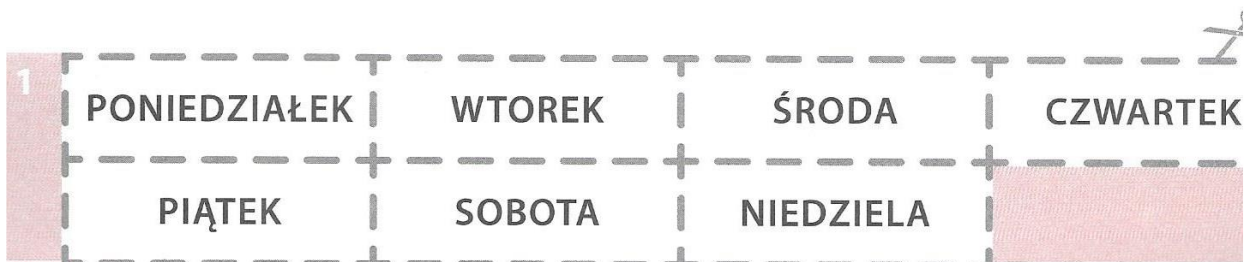 1
PONIEDZIAŁEK WTOREK ŚRODA CZWARTEK
PIĄTEK SOBOTA NIEDZIELA